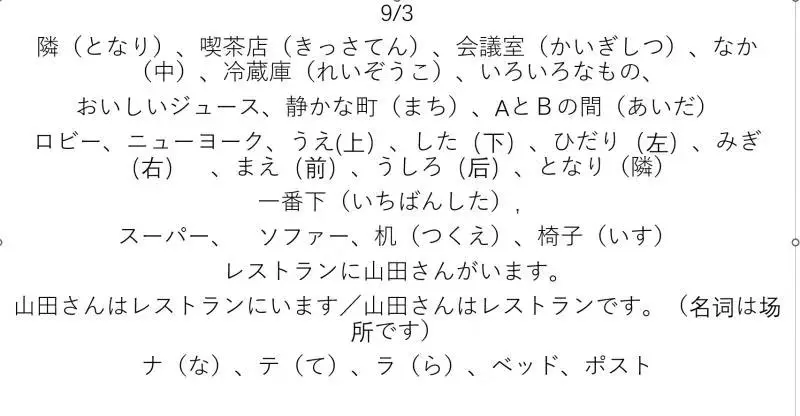 9/3
隣（となり）、喫茶店（きっさてん）、会議室（かいぎしつ）、なか
（中）、冷蔵庫（れいぞうこ）、いろいろなもの、
おいしいジュース、静かな町（まち）、AとＢの間（あいだ）
ロビー、ニューヨーク、うえ(上）、した（下）、ひだり（左）、みぎ
(右)　、まえ（前）、うしろ（后）、となり（隣）
一番下（いちばんした）,
スーパー、　ソファー、机（つくえ）、椅子（いす）
レストランに山田さんがいます。
山田さんはレストランにいます／山田さんはレストランです。（名词は场
所です）
ナ（な）、テ（て）、ラ（ら）、ベッド、ポスト